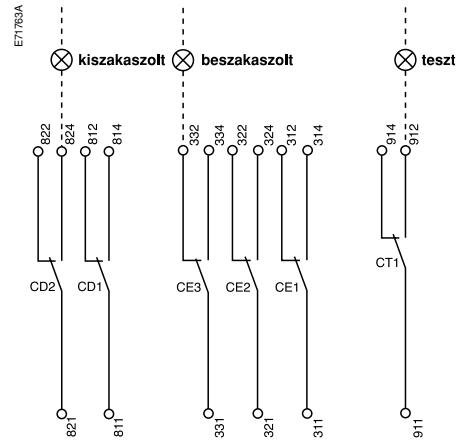 E71763A
kiszakaszolt
beszakaszolt
teszt
822
824
812
814
332
334
322
324
312
314
914
912
CD2
CD1
CE3
CE2
CE1
CT1
821
811
331
321
311
911